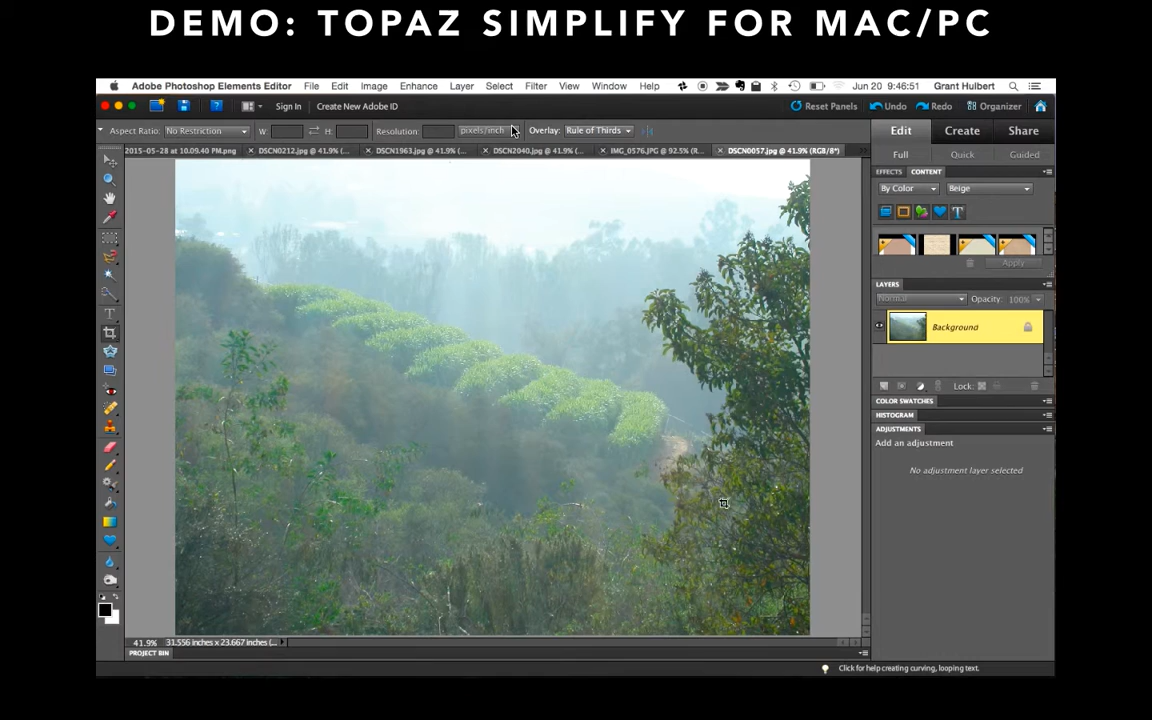 DEMO: TOPAZ SIMPLIFY FOR MAC/PC
Adobe Photoshop Elements Editor File Edit Image Enhance Layer Select Filter View Window Help Jun 20 9:46:51 Grant Hulbert
Sign In Create New Adobe ID Reset Panels Undo Redo Organizer
Aspect Ratio: No Restriction W: H: Resolution: pixels/inch Overlay: Rule of Thirds
Edit Create Share
2015-05-28 at 10.09.40 PM.png DSCN0212.jpg @ 41.9% (... DSCN1963.jpg @ 41.9% (... DSCN2040.jpg @ 41.9% (... IMG_0576.JPG @ 92.5% (R... DSCN0057.jpg @ 41.9% (RGB/8*)
Full Quick Guided
EFFECTS CONTENT
By Color Beige
T
Apply
LAYERS
Normal Opacity: 100%
Background
Lock:
COLOR SWATCHES
HISTOGRAM
ADJUSTMENTS
Add an adjustment
No adjustment layer selected
41.9% 31.556 inches x 23.667 inches (...
PROJECT BIN
Click for help creating curving, looping text.